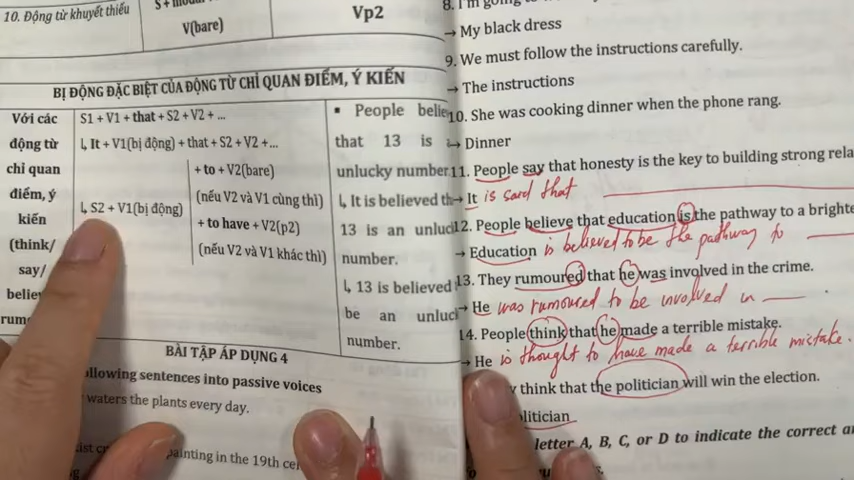 10. Động từ khuyết thiếu
V(bare)
Vp2
BỊ ĐỘNG ĐẶC BIỆT CỦA ĐỘNG TỪ CHỈ QUAN ĐIỂM, Ý KIẾN
Với các
động từ
chỉ quan
điểm, ý
kiến
(think/
say/
S1 + V1 + that + S2 + V2 + ...
↳ It + V1(bị động) + that + S2 + V2 +...
↳ S2 + V1(bị động)
+ to + V2(bare)
(nếu V2 và V1 cùng thì)
+ to have + V2(p2)
(nếu V2 và V1 khác thì)
▪ People
that 13 is
unlucky number.
↳ It is believed
13 is an
number.
↳ 13 is believed
be an
number.
BÀI TẬP ÁP DỤNG 4
following sentences into passive voices
waters the plants every day.
painting in the 19th
8. I'm going to
→ My black dress
9. We must follow the instructions carefully.
→ The instructions
10. She was cooking dinner when the phone rang.
→ Dinner
11. People say that honesty is the key to building strong
→ It is said that
12. People believe that education is the pathway to a
→ Education is believed to be the pathway to
13. They rumoured that he was involved in the crime.
→ He was rumoured to be involved in
14. People think that he made a terrible mistake.
→ He is thought to have made a terrible mistake.
think that the politician will win the election.
letter A, B, C, or D to indicate the correct